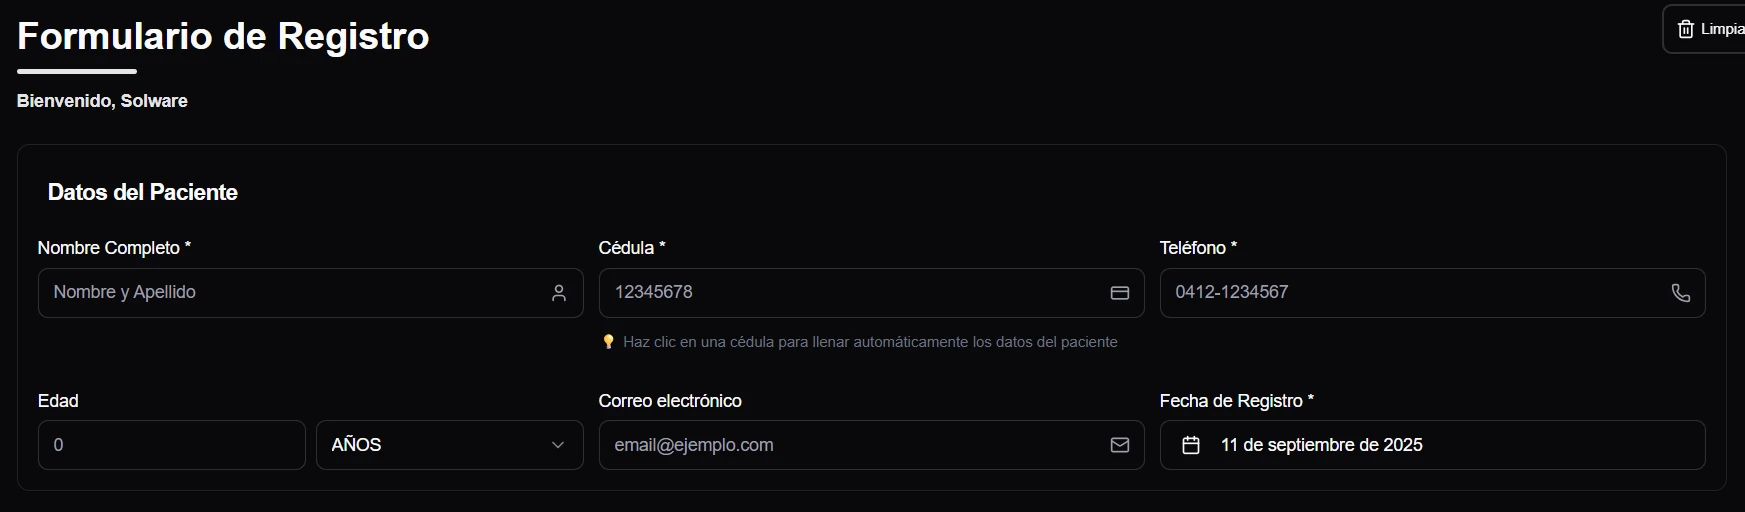 Formulario de Registro
Limpia
Bienvenido, Solware
Datos del Paciente
Nombre Completo *
Cédula *
Teléfono *
Nombre y Apellido
12345678
0412-1234567
Haz clic en una cédula para llenar automáticamente los datos del paciente
Edad
Correo electrónico
Fecha de Registro *
0
AÑOS
email@ejemplo.com
11 de septiembre de 2025